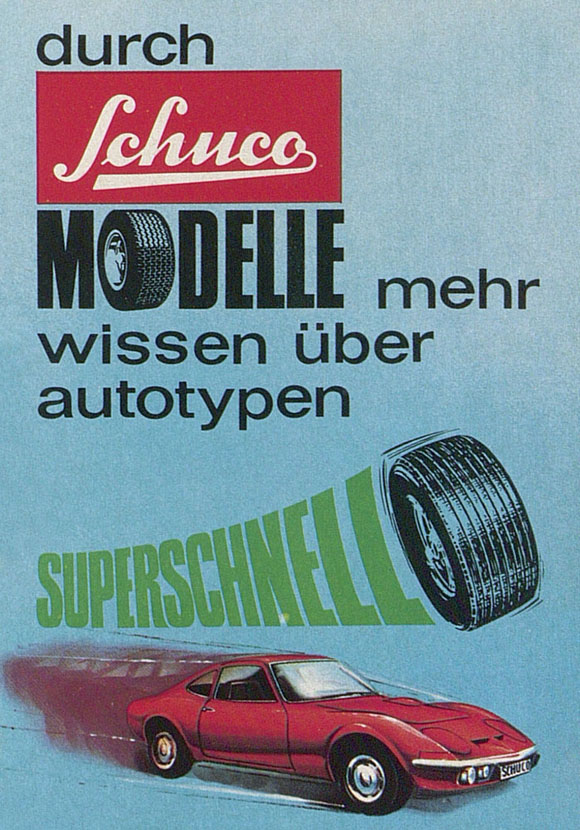 durch
Schuco
MODELLE mehr
wissen über
autotypen
SUPERSCHNELL
SCHUCO